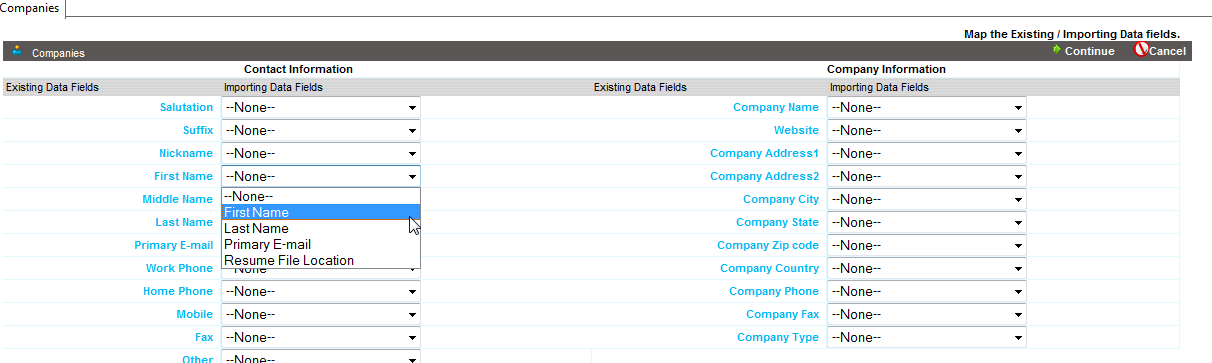 Companies
Map the Existing / Importing Data fields.
Companies Continue Cancel
Contact Information Company Information
Existing Data Fields Importing Data Fields Existing Data Fields Importing Data Fields
Salutation --None-- Company Name --None--
Suffix --None-- Website --None--
Nickname --None-- Company Address1 --None--
First Name --None-- Company Address2 --None--
Middle Name --None-- Company City --None--
First Name
Last Name Last Name Company State --None--
Primary E-mail Primary E-mail Company Zip code --None--
Resume File Location
Work Phone --None-- Company Country --None--
Home Phone --None-- Company Phone --None--
Mobile --None-- Company Fax --None--
Fax --None-- Company Type --None--
Other --None--